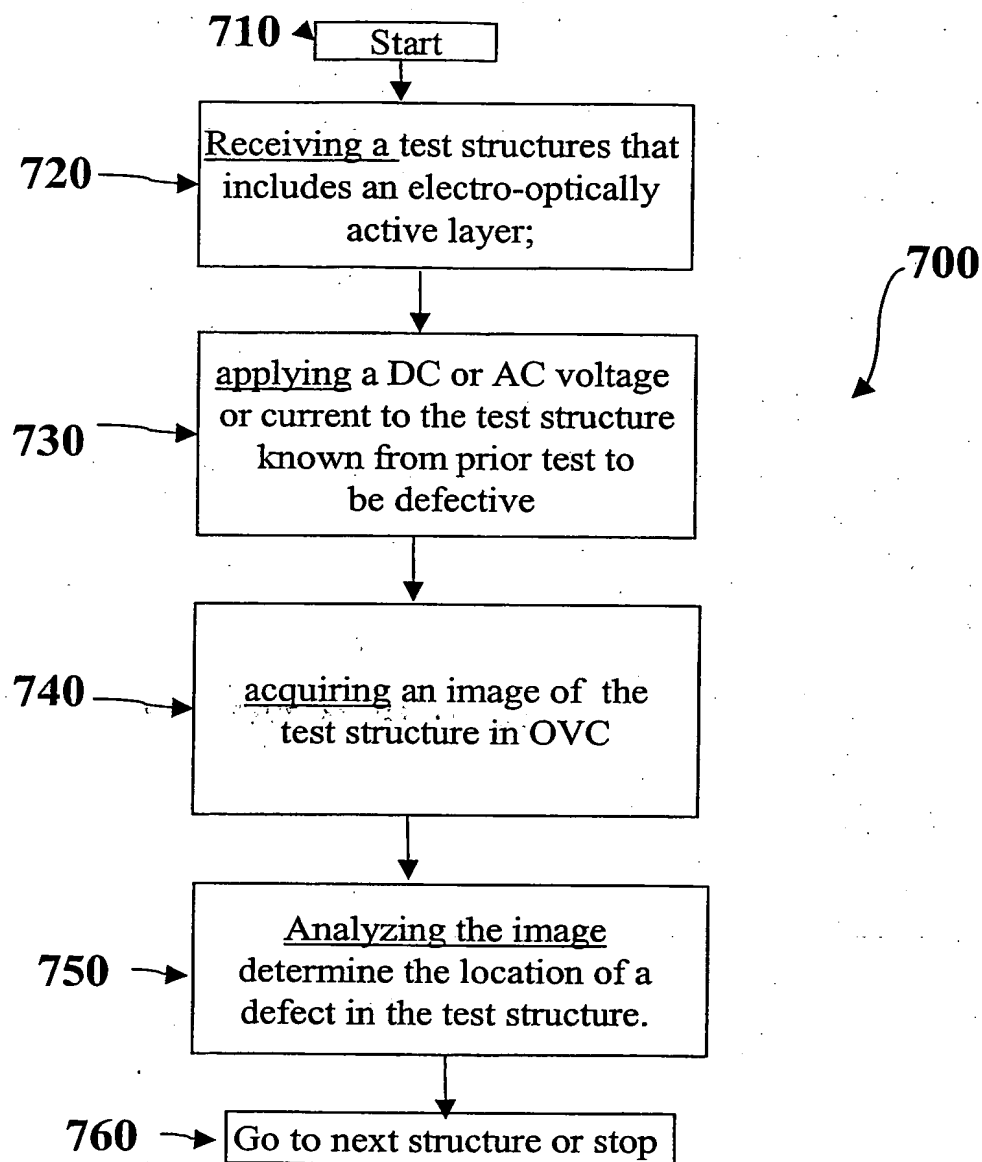 710
Start
720
Receiving a test structures that
includes an electro-optically
active layer;
700
730
applying a DC or AC voltage
or current to the test structure
known from prior test to
be defective
740
acquiring an image of the
test structure in OVC
750
Analyzing the image
determine the location of a
defect in the test structure.
760
Go to next structure or stop